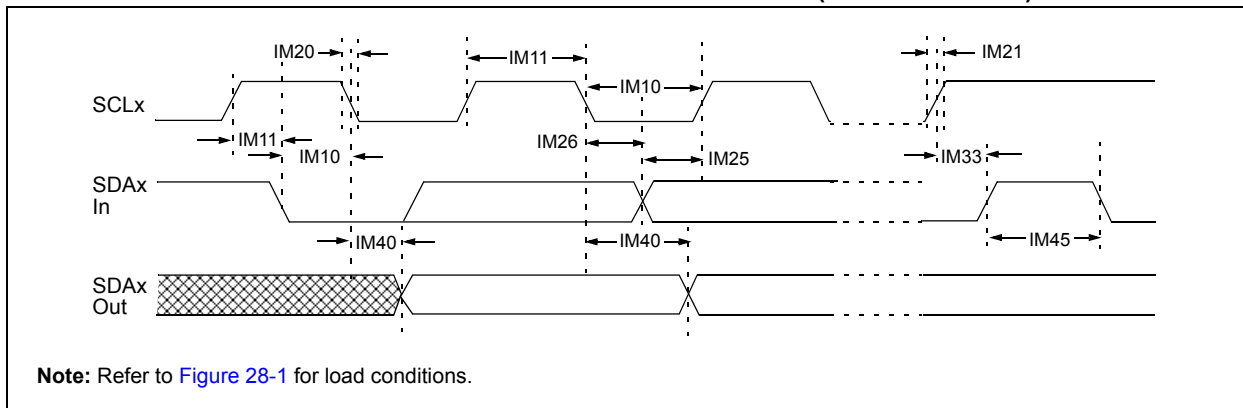 IM20
IM11
IM21
IM10
SCLx
IM11
IM26
IM10
IM25
IM33
SDAx
In
IM40
IM40
IM45
SDAx
Out
Note: Refer to Figure 28-1 for load conditions.